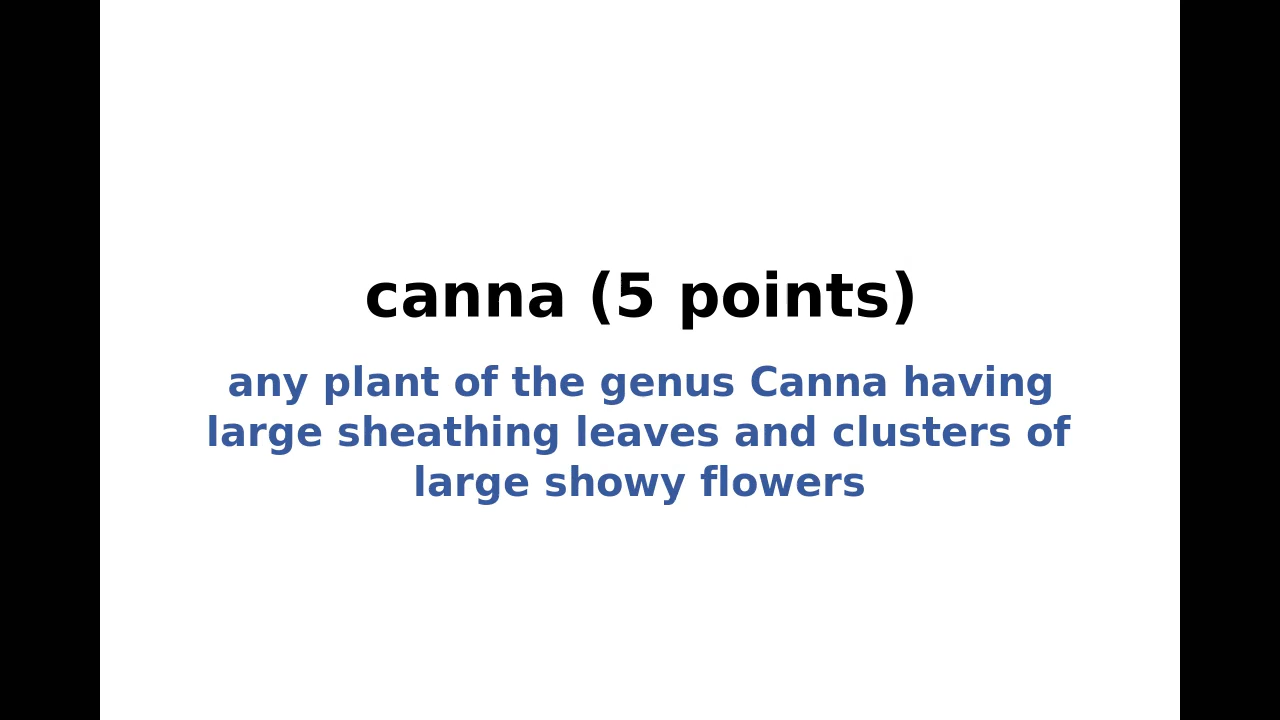 canna (5 points)
any plant of the genus Canna having
large sheathing leaves and clusters of
large showy flowers